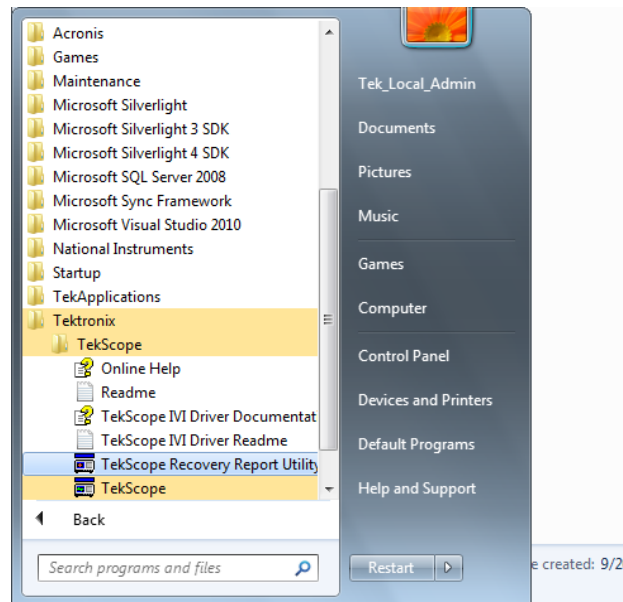 Acronis
Games
Maintenance
Microsoft Silverlight
Microsoft Silverlight 3 SDK
Microsoft Silverlight 4 SDK
Microsoft SQL Server 2008
Microsoft Sync Framework
Microsoft Visual Studio 2010
National Instruments
Startup
TekApplications
Tektronix
TekScope
Online Help
Readme
TekScope IVI Driver Documentat
TekScope IVI Driver Readme
TekScope Recovery Report Utility
TekScope
Back
Search programs and files
Tek_Local_Admin
Documents
Pictures
Music
Games
Computer
Control Panel
Devices and Printers
Default Programs
Help and Support
Restart
e created: 9/2